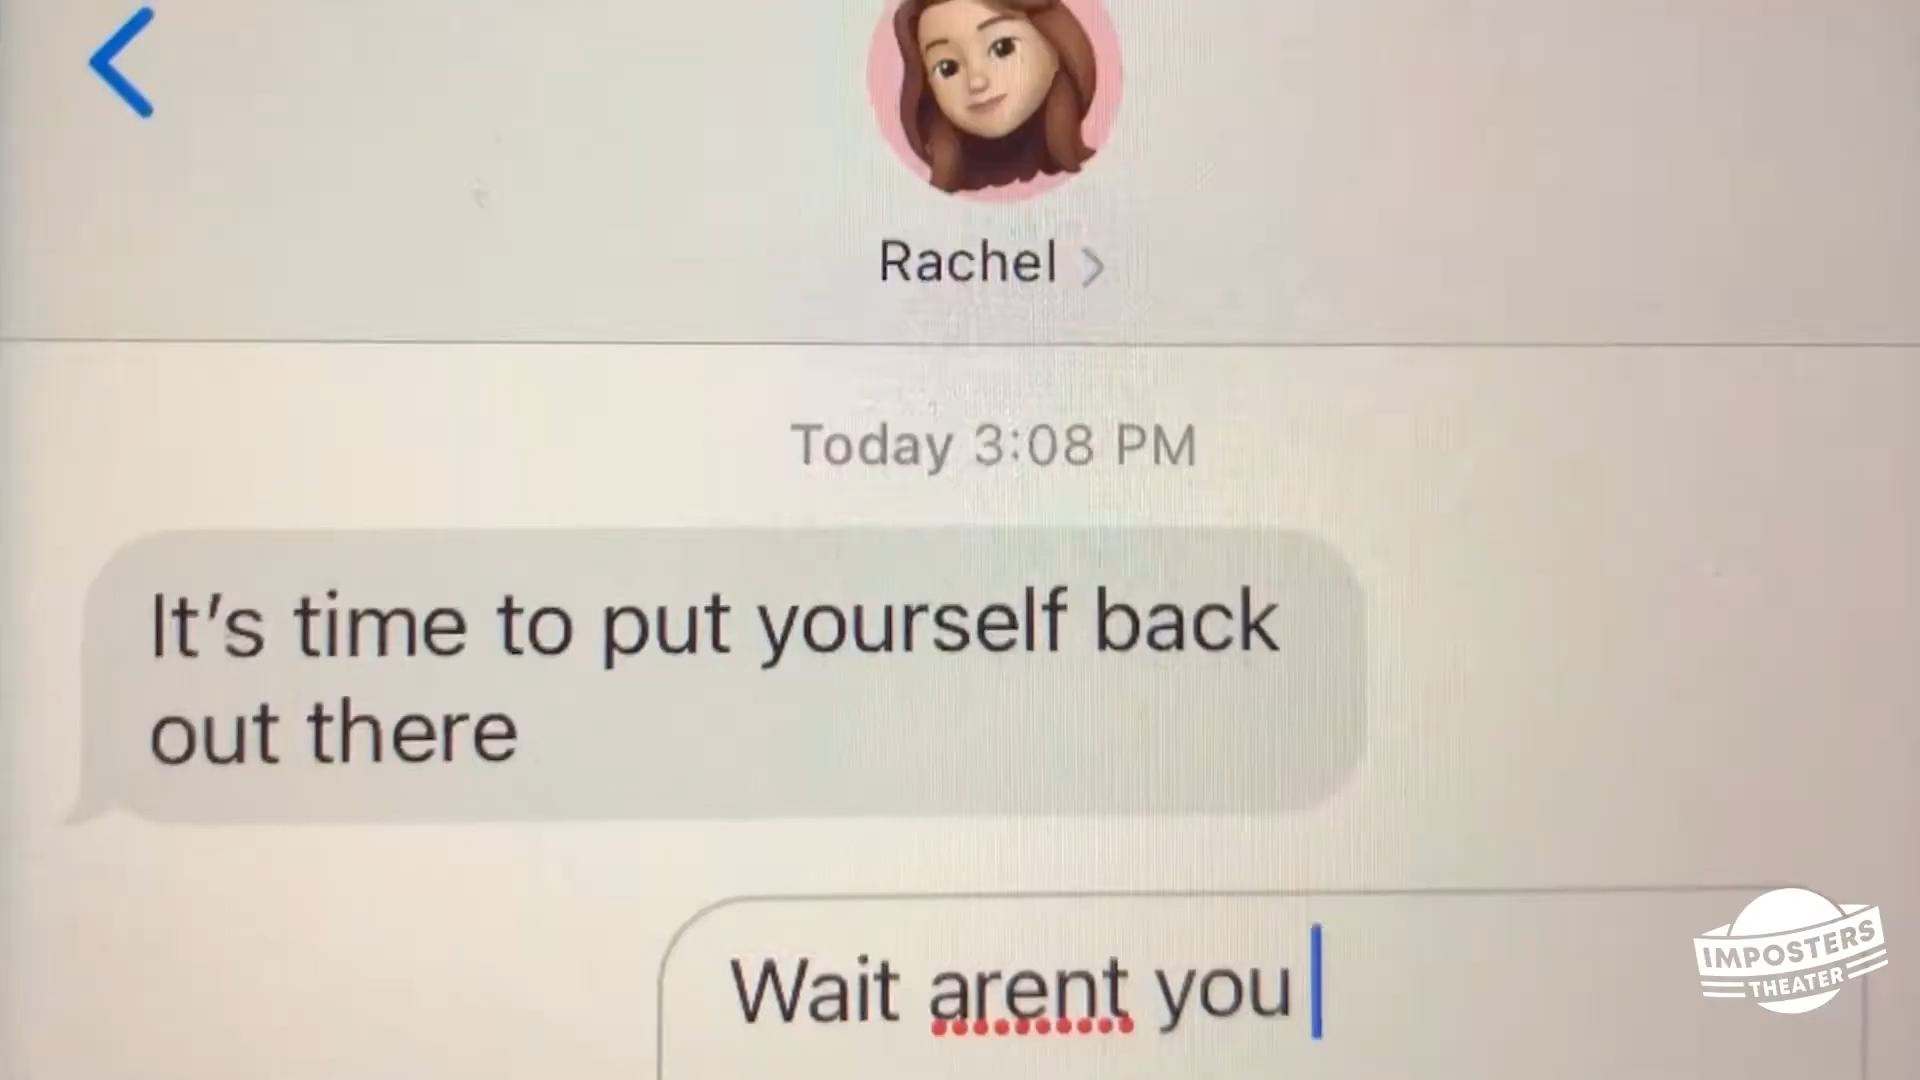 Rachel
Today 3:08 PM
It's time to put yourself back
out there
Wait arent you
IMPOSTERS
THEATER